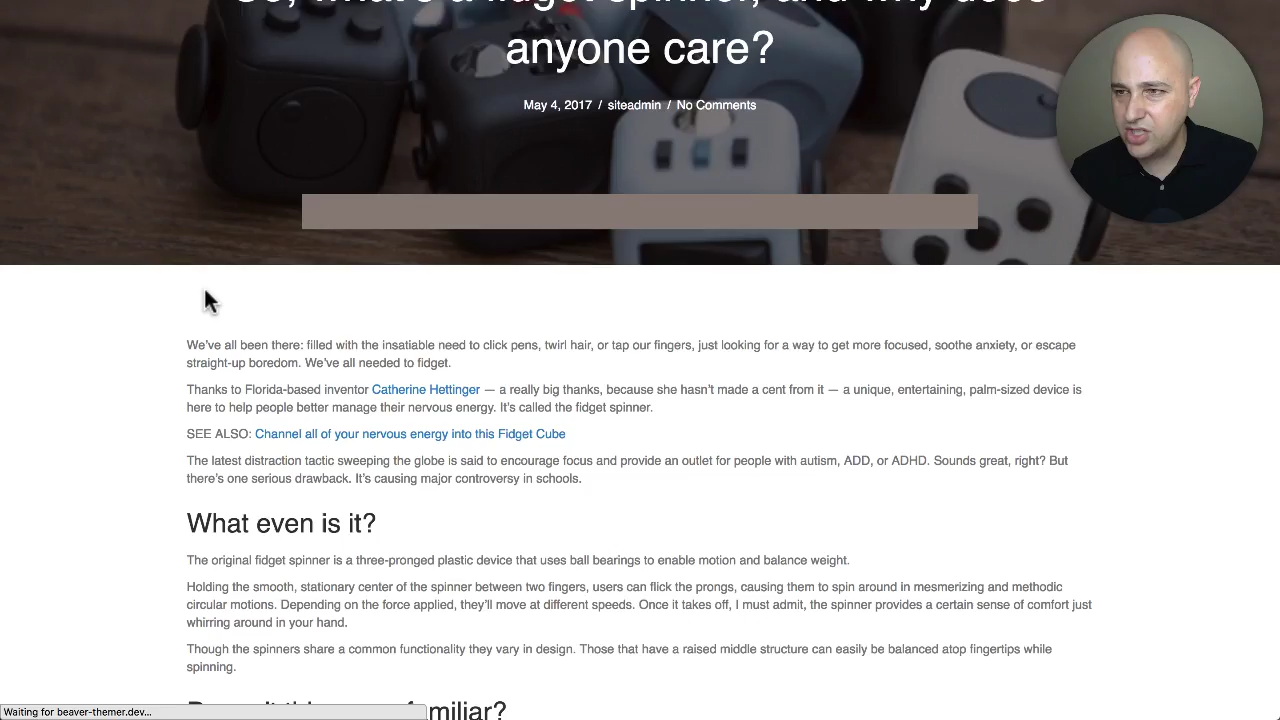 So, what's a fidget spinner, and why does
anyone care?
May 4, 2017 / siteadmin / No Comments
We've all been there: filled with the insatiable need to click pens, twirl hair, or tap our fingers, just looking for a way to get more focused, soothe anxiety, or escape
straight-up boredom. We've all needed to fidget.
Thanks to Florida-based inventor Catherine Hettinger — a really big thanks, because she hasn't made a cent from it — a unique, entertaining, palm-sized device is
here to help people better manage their nervous energy. It's called the fidget spinner.
SEE ALSO: Channel all of your nervous energy into this Fidget Cube
The latest distraction tactic sweeping the globe is said to encourage focus and provide an outlet for people with autism, ADD, or ADHD. Sounds great, right? But
there's one serious drawback. It's causing major controversy in schools.
What even is it?
The original fidget spinner is a three-pronged plastic device that uses ball bearings to enable motion and balance weight.
Holding the smooth, stationary center of the spinner between two fingers, users can flick the prongs, causing them to spin around in mesmerizing and methodic
circular motions. Depending on the force applied, they'll move at different speeds. Once it takes off, I must admit, the spinner provides a certain sense of comfort just
whirring around in your hand.
Though the spinners share a common functionality they vary in design. Those that have a raised middle structure can easily be balanced atop fingertips while
spinning.
miliar?
Waiting for beaver-themer.dev...